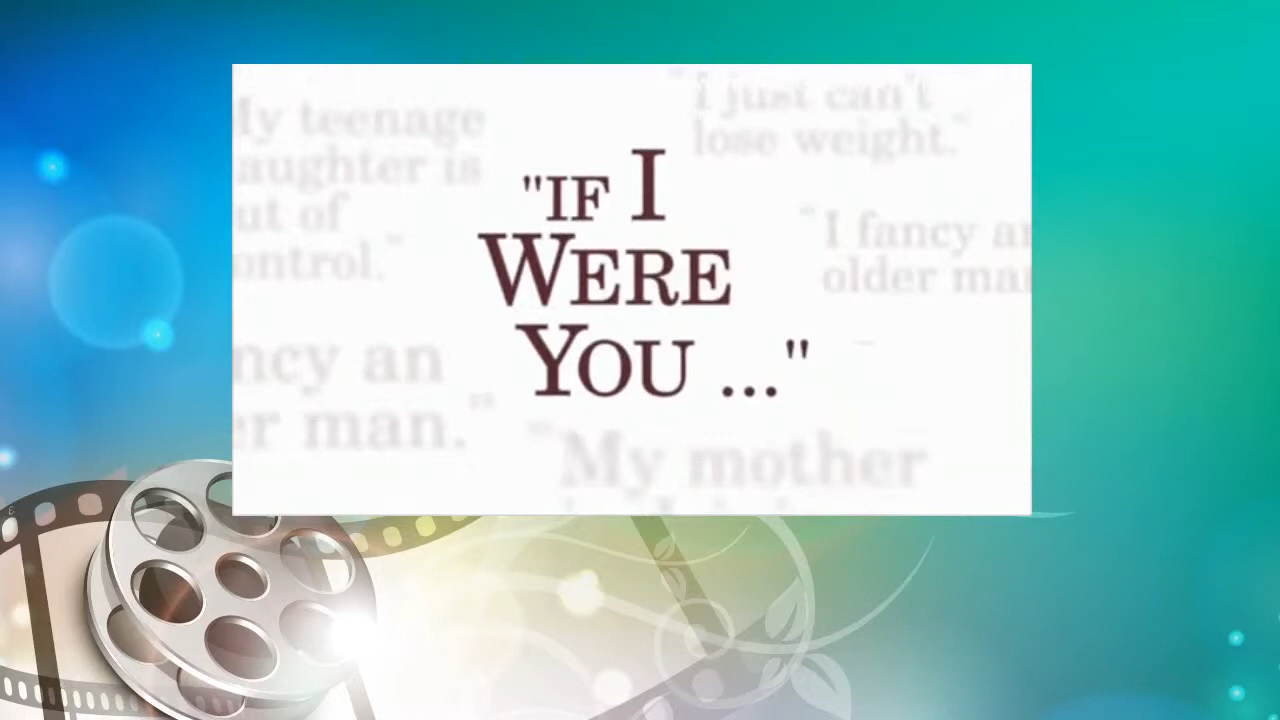 "I just can't
lose weight."
My teenage
aughter is
ut of
ontrol."
"IF I
WERE
YOU ..."
"I fancy an
older man
ncy an
er man."
"My mother